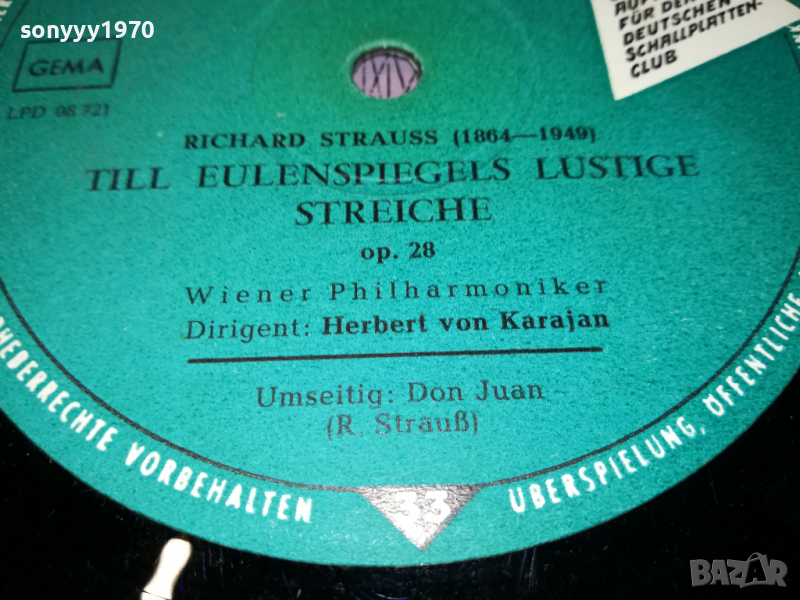 sonyyy1970
GEMA
LPD 08 721
FÜR DEN
DEUTSCHEN
SCHALLPLATTEN-
CLUB
RICHARD STRAUSS (1864—1949)
TILL EULENSPIEGELS LUSTIGE
STREICHE
op. 28
Wiener Philharmoniker
Dirigent: Herbert von Karajan
Umseitig: Don Juan
(R. Strauß)
VORBEHALTEN
33
ÜBERSPIELUNG, ÖFFENTLICHE
BAZAR